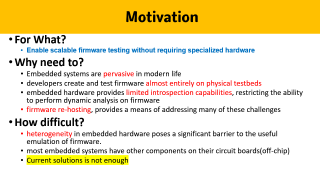 Motivation
• For What?
• Enable scalable firmware testing without requiring specialized hardware
• Why need to?
• Embedded systems are pervasive in modern life
• developers create and test firmware almost entirely on physical testbeds
• embedded hardware provides limited introspection capabilities, restricting the ability
to perform dynamic analysis on firmware
• firmware re-hosting, provides a means of addressing many of these challenges
• How difficult?
• heterogeneity in embedded hardware poses a significant barrier to the useful
emulation of firmware.
• most embedded systems have other components on their circuit boards(off-chip)
• Current solutions is not enough